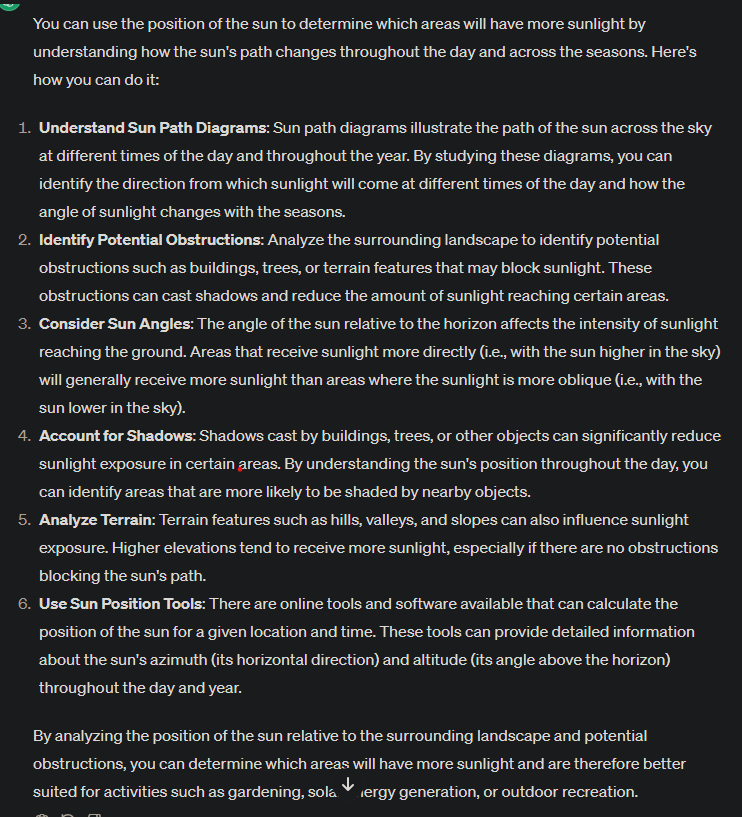 You can use the position of the sun to determine which areas will have more sunlight by
understanding how the sun's path changes throughout the day and across the seasons. Here's
how you can do it:
1. Understand Sun Path Diagrams: Sun path diagrams illustrate the path of the sun across the sky
at different times of the day and throughout the year. By studying these diagrams, you can
identify the direction from which sunlight will come at different times of the day and how the
angle of sunlight changes with the seasons.
2. Identify Potential Obstructions: Analyze the surrounding landscape to identify potential
obstructions such as buildings, trees, or terrain features that may block sunlight. These
obstructions can cast shadows and reduce the amount of sunlight reaching certain areas.
3. Consider Sun Angles: The angle of the sun relative to the horizon affects the intensity of sunlight
reaching the ground. Areas that receive sunlight more directly (i.e., with the sun higher in the sky)
will generally receive more sunlight than areas where the sunlight is more oblique (i.e., with the
sun lower in the sky).
4. Account for Shadows: Shadows cast by buildings, trees, or other objects can significantly reduce
sunlight exposure in certain areas. By understanding the sun's position throughout the day, you
can identify areas that are more likely to be shaded by nearby objects.
5. Analyze Terrain: Terrain features such as hills, valleys, and slopes can also influence sunlight
exposure. Higher elevations tend to receive more sunlight, especially if there are no obstructions
blocking the sun's path.
6. Use Sun Position Tools: There are online tools and software available that can calculate the
position of the sun for a given location and time. These tools can provide detailed information
about the sun's azimuth (its horizontal direction) and altitude (its angle above the horizon)
throughout the day and year.
By analyzing the position of the sun relative to the surrounding landscape and potential
obstructions, you can determine which areas will have more sunlight and are therefore better
suited for activities such as gardening, generation, or outdoor recreation.